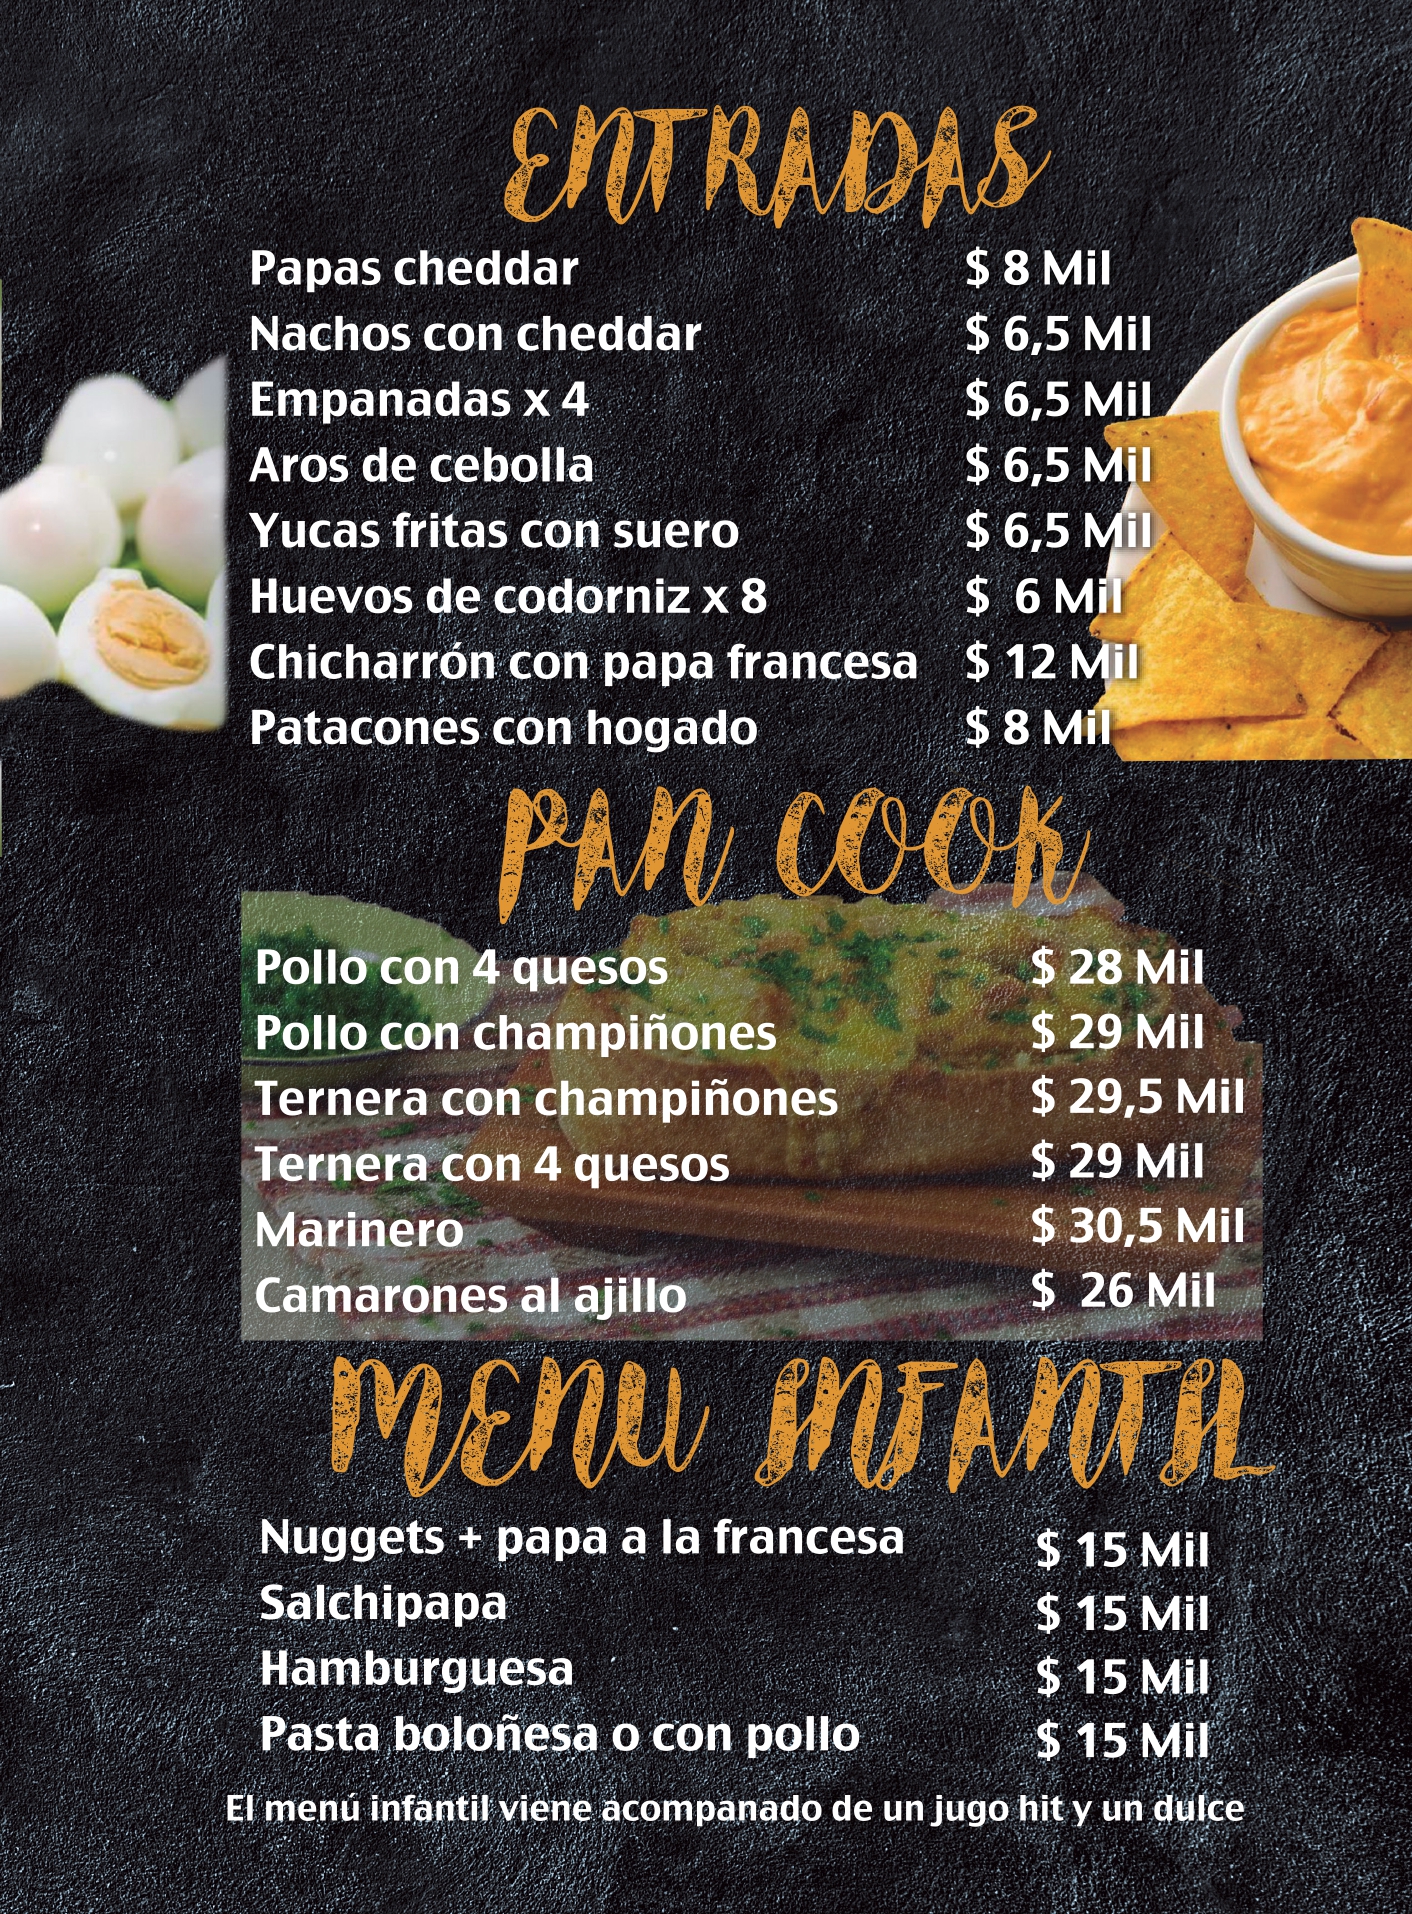 ENTRADAS
Papas cheddar $ 8 Mil
Nachos con cheddar $ 6,5 Mil
Empanadas x 4 $ 6,5 Mil
Aros de cebolla $ 6,5 Mil
Yucas fritas con suero $ 6,5 Mil
Huevos de codorniz x 8 $ 6 Mil
Chicharrón con papa francesa $ 12 Mil
Patacones con hogado $ 8 Mil
PAN COOK
Pollo con 4 quesos $ 28 Mil
Pollo con champiñones $ 29 Mil
Ternera con champiñones $ 29,5 Mil
Ternera con 4 quesos $ 29 Mil
Marinero $ 30,5 Mil
Camarones al ajillo $ 26 Mil
MENU INFANTIL
Nuggets + papa a la francesa $ 15 Mil
Salchipapa $ 15 Mil
Hamburguesa $ 15 Mil
Pasta boloñesa o con pollo $ 15 Mil
El menú infantil viene acompanado de un jugo hit y un dulce